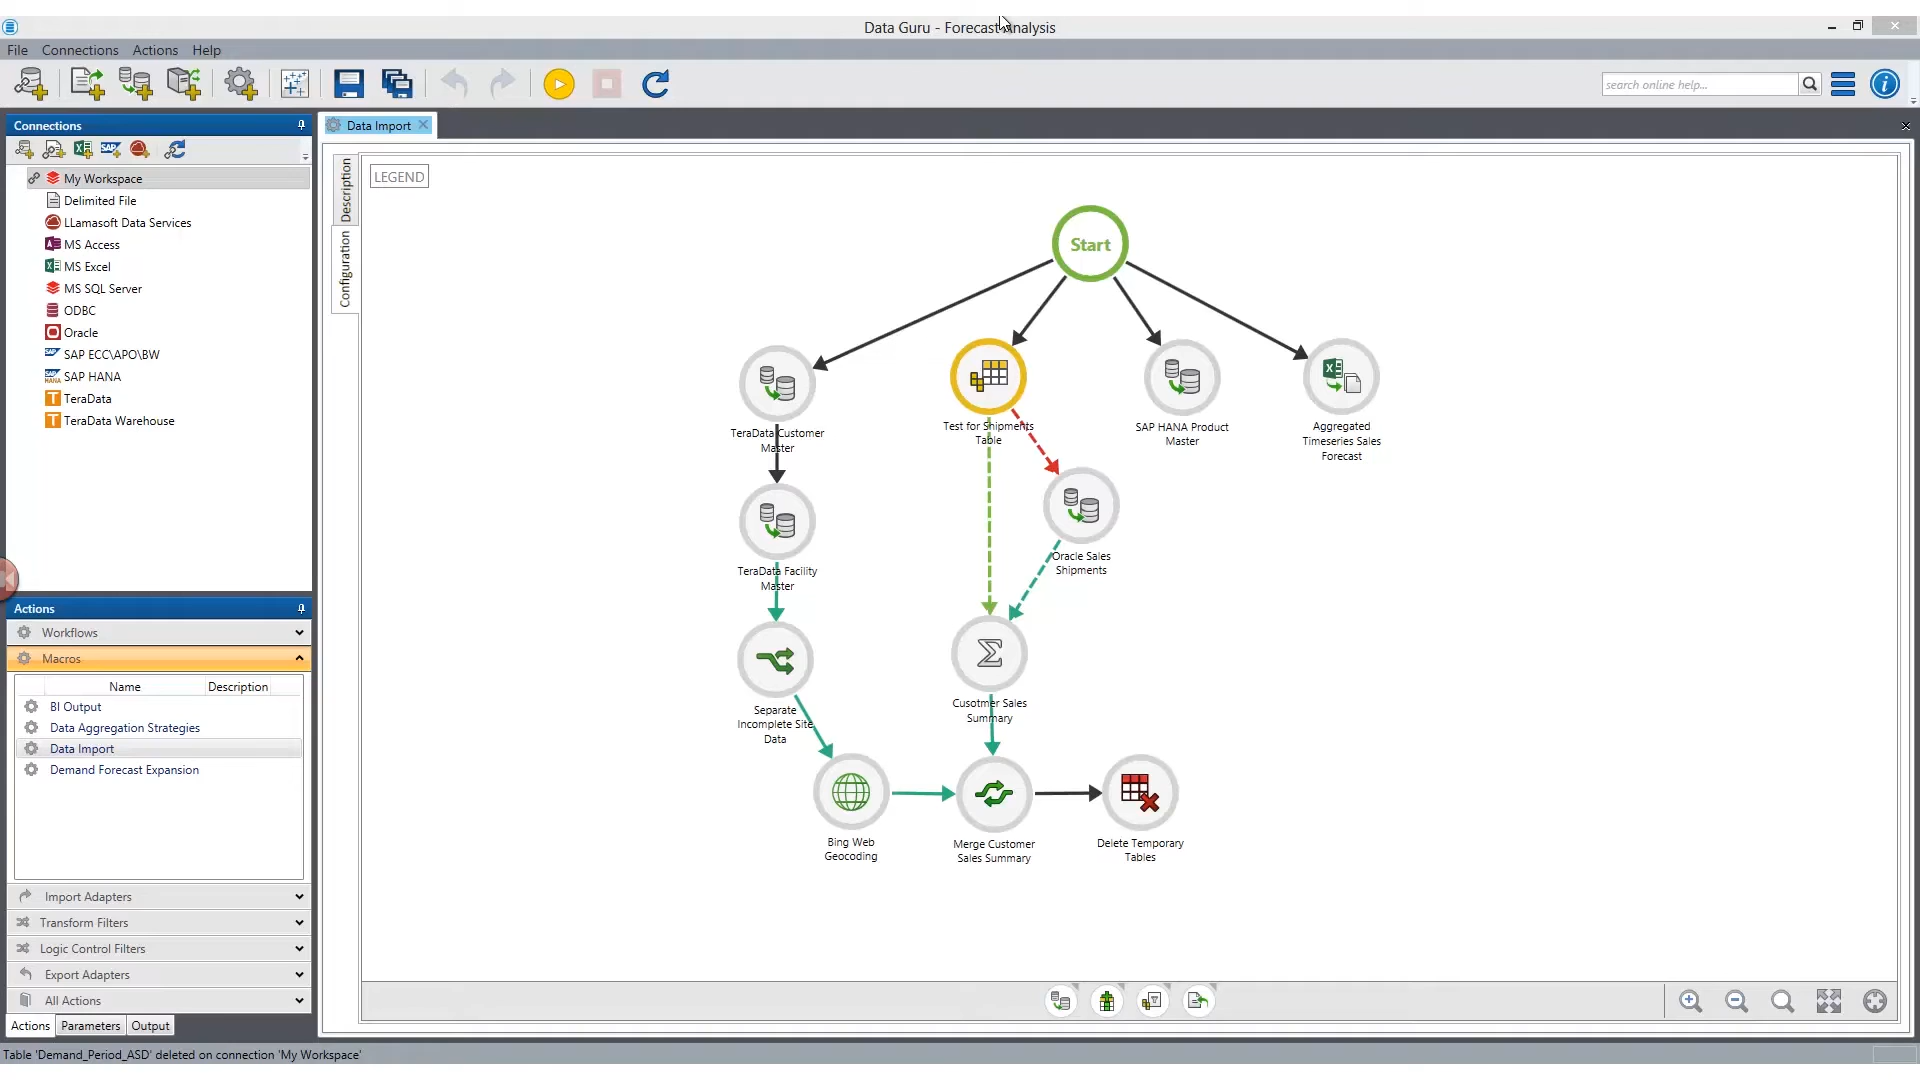 Data Guru - Forecast Analysis
File Connections Actions Help
search online help...
Connections
Data Import
SAP
My Workspace
Delimited File
LLamasoft Data Services
MS Access
MS Excel
MS SQL Server
ODBC
Oracle
SAP ECC\APO\BW
SAP HANA
TeraData
TeraData Warehouse
Description
Configuration
LEGEND
Start
TeraData Customer
Master
Test for Shipments
Table
SAP HANA Product
Master
Aggregated
Timeseries Sales
Forecast
TeraData Facility
Master
Oracle Sales
Shipments
Separate
Incomplete Site
Data
Cusotmer Sales
Summary
Bing Web
Geocoding
Merge Customer
Sales Summary
Delete Temporary
Tables
Actions
Workflows
Macros
Name Description
BI Output
Data Aggregation Strategies
Data Import
Demand Forecast Expansion
Import Adapters
Transform Filters
Logic Control Filters
Export Adapters
All Actions
Actions Parameters Output
Table 'Demand_Period_ASD' deleted on connection 'My Workspace'